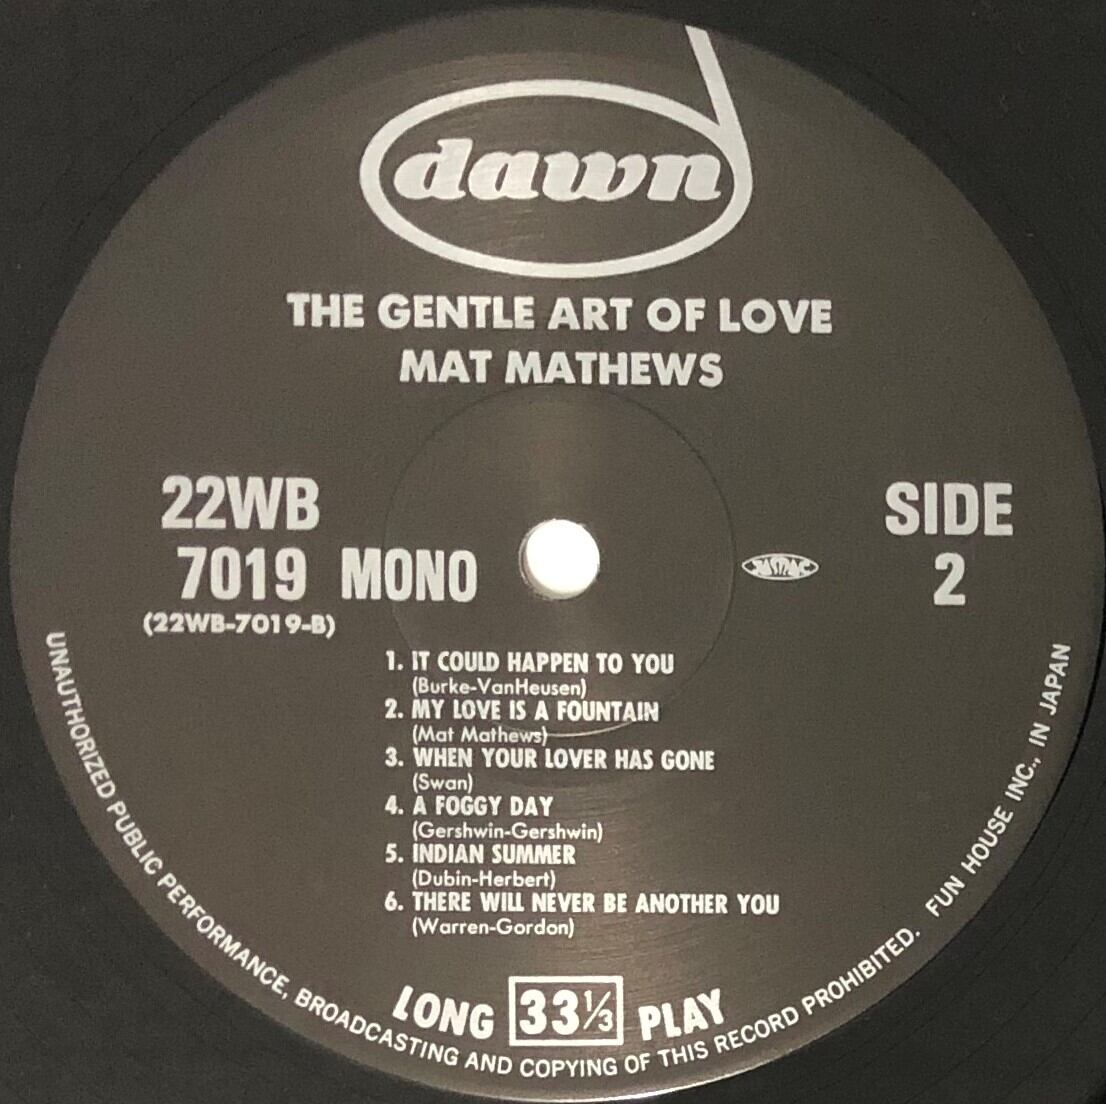 dawn
THE GENTLE ART OF LOVE
MAT MATHEWS
22WB
7019 MONO
(22WB-7019-B)
SIDE
2
JASRAC
1. IT COULD HAPPEN TO YOU
(Burke-VanHeusen)
2. MY LOVE IS A FOUNTAIN
(Mat Mathews)
3. WHEN YOUR LOVER HAS GONE
(Swan)
4. A FOGGY DAY
(Gershwin-Gershwin)
5. INDIAN SUMMER
(Dubin-Herbert)
6. THERE WILL NEVER BE ANOTHER YOU
(Warren-Gordon)
LONG 33⅓ PLAY
UNAUTHORIZED PUBLIC PERFORMANCE, BROADCASTING AND COPYING OF THIS RECORD PROHIBITED. FUN HOUSE INC., IN JAPAN